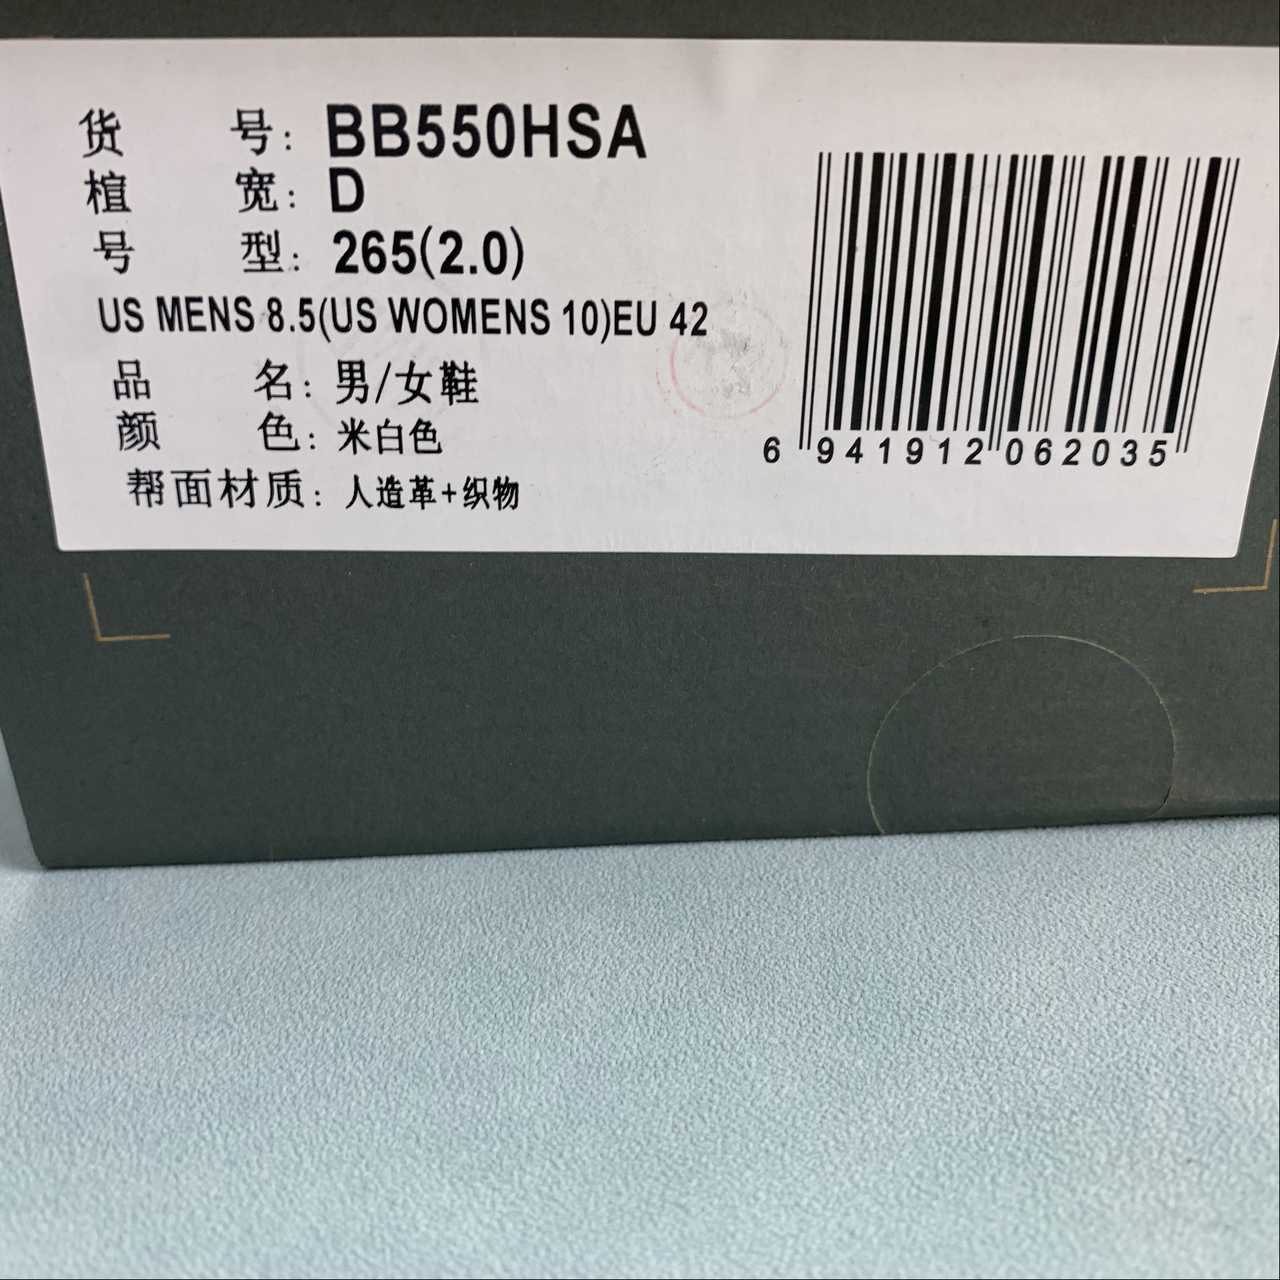 货 号: BB550HSA
楦 宽: D
号 型: 265(2.0)
US MENS 8.5(US WOMENS 10)EU 42
品 名: 男/女鞋
颜 色: 米白色
帮面材质: 人造革+织物
6 941912 062035